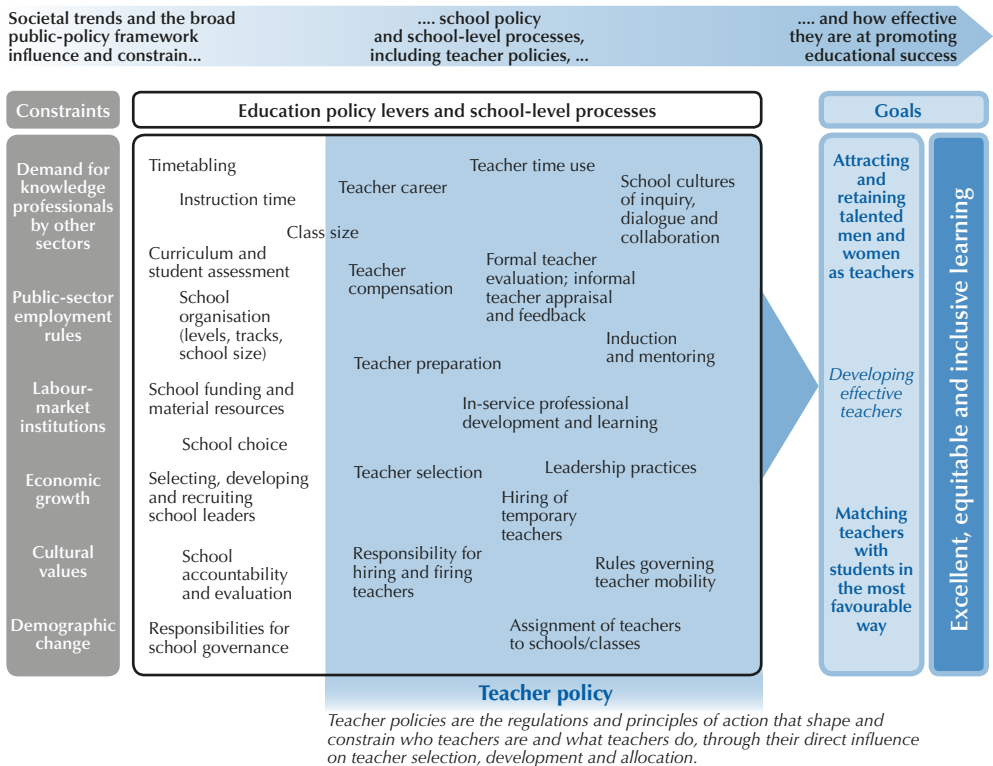 Societal trends and the broad
public-policy framework
influence and constrain...
.... school policy
and school-level processes,
including teacher policies, ...
.... and how effective
they are at promoting
educational success
Constraints
Education policy levers and school-level processes
Goals
Demand for
knowledge
professionals
by other
sectors
Public-sector
employment
rules
Labour-
market
institutions
Economic
growth
Cultural
values
Demographic
change
Timetabling
Instruction time
Class size
Curriculum and
student assessment
School
organisation
(levels, tracks,
school size)
School funding and
material resources
School choice
Selecting, developing
and recruiting
school leaders
School
accountability
and evaluation
Responsibilities for
school governance
Teacher time use
Teacher career
School cultures
of inquiry,
dialogue and
collaboration
Teacher
compensation
Formal teacher
evaluation; informal
teacher appraisal
and feedback
Induction
and mentoring
Teacher preparation
In-service professional
development and learning
Teacher selection
Leadership practices
Hiring of
temporary
teachers
Responsibility for
hiring and firing
teachers
Rules governing
teacher mobility
Assignment of teachers
to schools/classes
Attracting
and
retaining
talented
men and
women
as teachers
Developing
effective
teachers
Matching
teachers
with
students in
the most
favourable
way
Excellent, equitable and inclusive learning
Teacher policy
Teacher policies are the regulations and principles of action that shape and
constrain who teachers are and what teachers do, through their direct influence
on teacher selection, development and allocation.